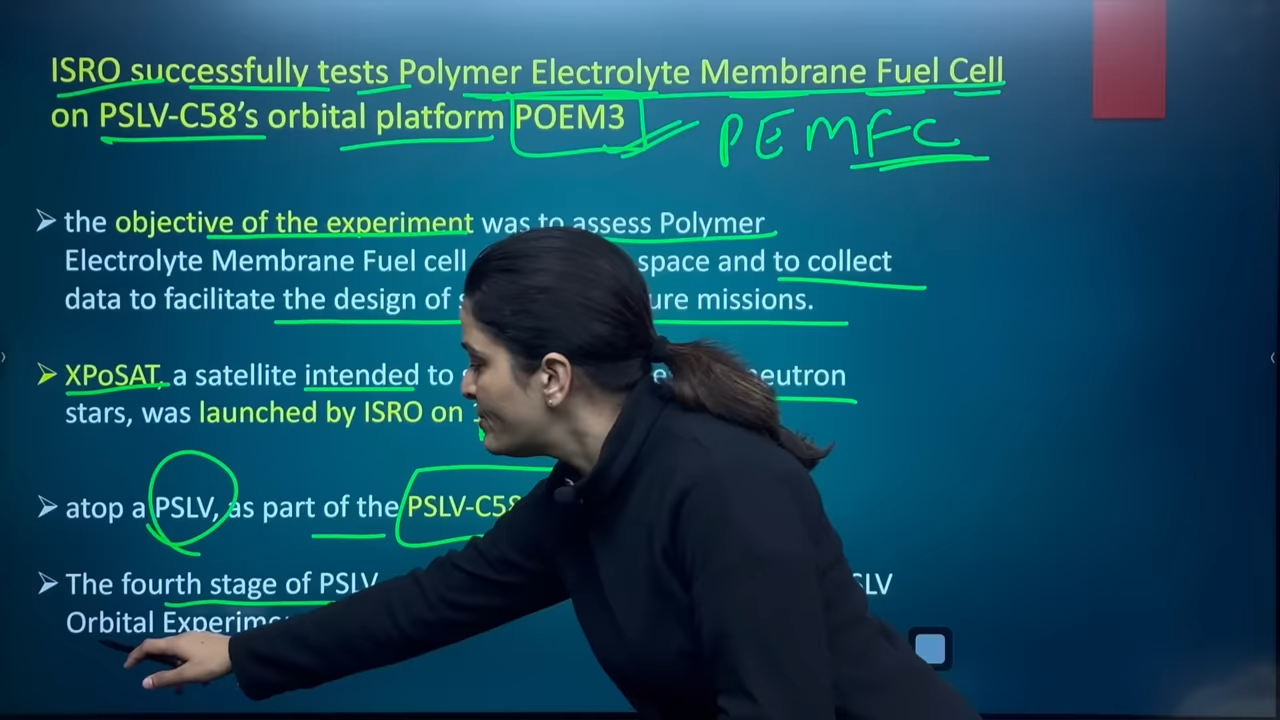 ISRO successfully tests Polymer Electrolyte Membrane Fuel Cell
on PSLV-C58's orbital platform POEM3
PEMFC
➤ the objective of the experiment was to assess Polymer
Electrolyte Membrane Fuel cell space and to collect
data to facilitate the design of missions.
➤ XPoSAT, a satellite intended to neutron
stars, was launched by ISRO on
➤ atop a PSLV, as part of the PSLV-C58
➤ The fourth stage of PSLV
Orbital